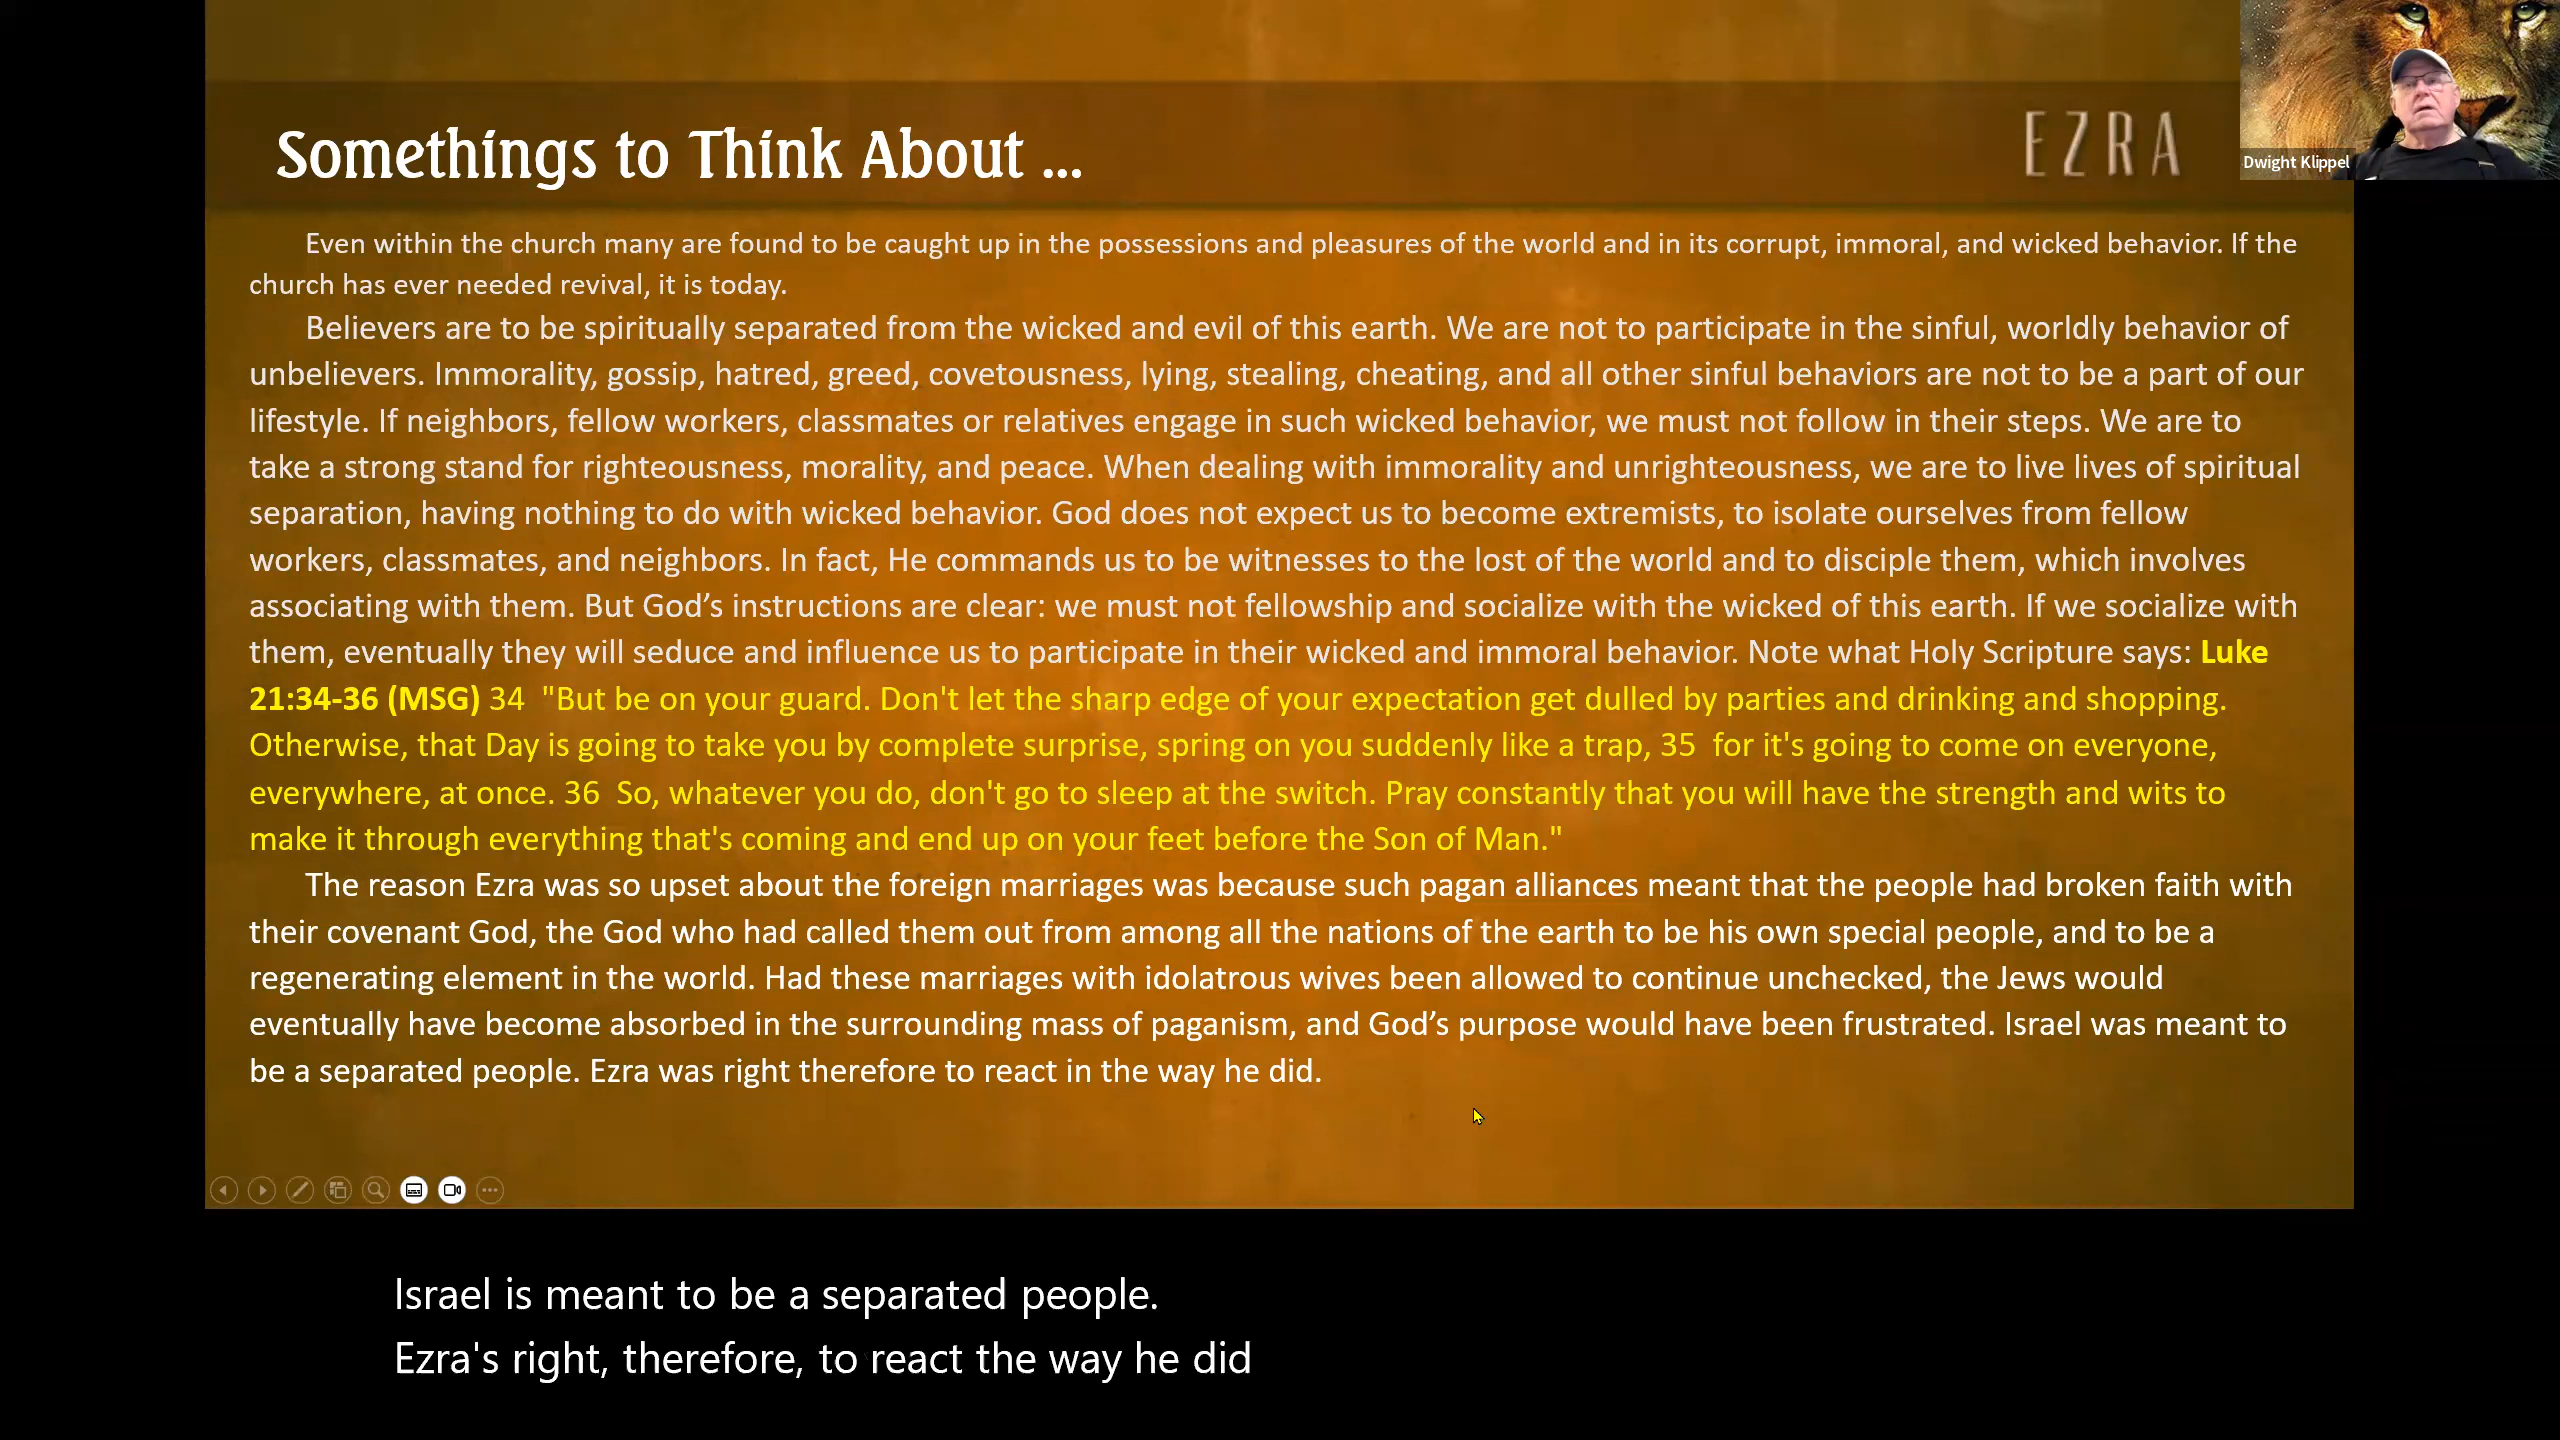 Somethings to Think About ...
EZRA
Dwight Klippel
Even within the church many are found to be caught up in the possessions and pleasures of the world and in its corrupt, immoral, and wicked behavior. If the
church has ever needed revival, it is today.
Believers are to be spiritually separated from the wicked and evil of this earth. We are not to participate in the sinful, worldly behavior of
unbelievers. Immorality, gossip, hatred, greed, covetousness, lying, stealing, cheating, and all other sinful behaviors are not to be a part of our
lifestyle. If neighbors, fellow workers, classmates or relatives engage in such wicked behavior, we must not follow in their steps. We are to
take a strong stand for righteousness, morality, and peace. When dealing with immorality and unrighteousness, we are to live lives of spiritual
separation, having nothing to do with wicked behavior. God does not expect us to become extremists, to isolate ourselves from fellow
workers, classmates, and neighbors. In fact, He commands us to be witnesses to the lost of the world and to disciple them, which involves
associating with them. But God’s instructions are clear: we must not fellowship and socialize with the wicked of this earth. If we socialize with
them, eventually they will seduce and influence us to participate in their wicked and immoral behavior. Note what Holy Scripture says: Luke
21:34-36 (MSG) 34 "But be on your guard. Don't let the sharp edge of your expectation get dulled by parties and drinking and shopping.
Otherwise, that Day is going to take you by complete surprise, spring on you suddenly like a trap, 35 for it's going to come on everyone,
everywhere, at once. 36 So, whatever you do, don't go to sleep at the switch. Pray constantly that you will have the strength and wits to
make it through everything that's coming and end up on your feet before the Son of Man."
The reason Ezra was so upset about the foreign marriages was because such pagan alliances meant that the people had broken faith with
their covenant God, the God who had called them out from among all the nations of the earth to be his own special people, and to be a
regenerating element in the world. Had these marriages with idolatrous wives been allowed to continue unchecked, the Jews would
eventually have become absorbed in the surrounding mass of paganism, and God’s purpose would have been frustrated. Israel was meant to
be a separated people. Ezra was right therefore to react in the way he did.
Israel is meant to be a separated people.
Ezra's right, therefore, to react the way he did